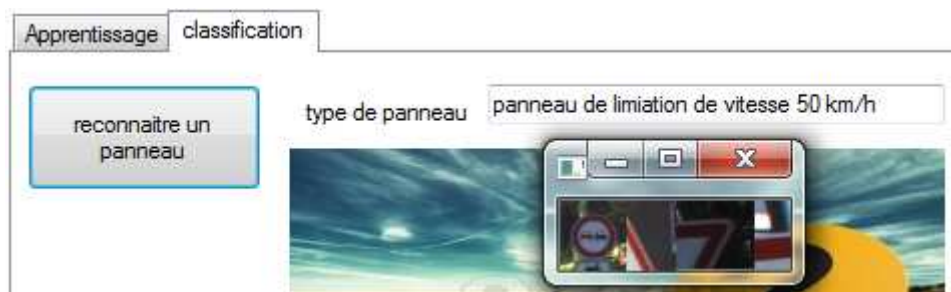 Apprentissage classification
reconnaitre un
panneau
type de panneau panneau de limiation de vitesse 50 km/h